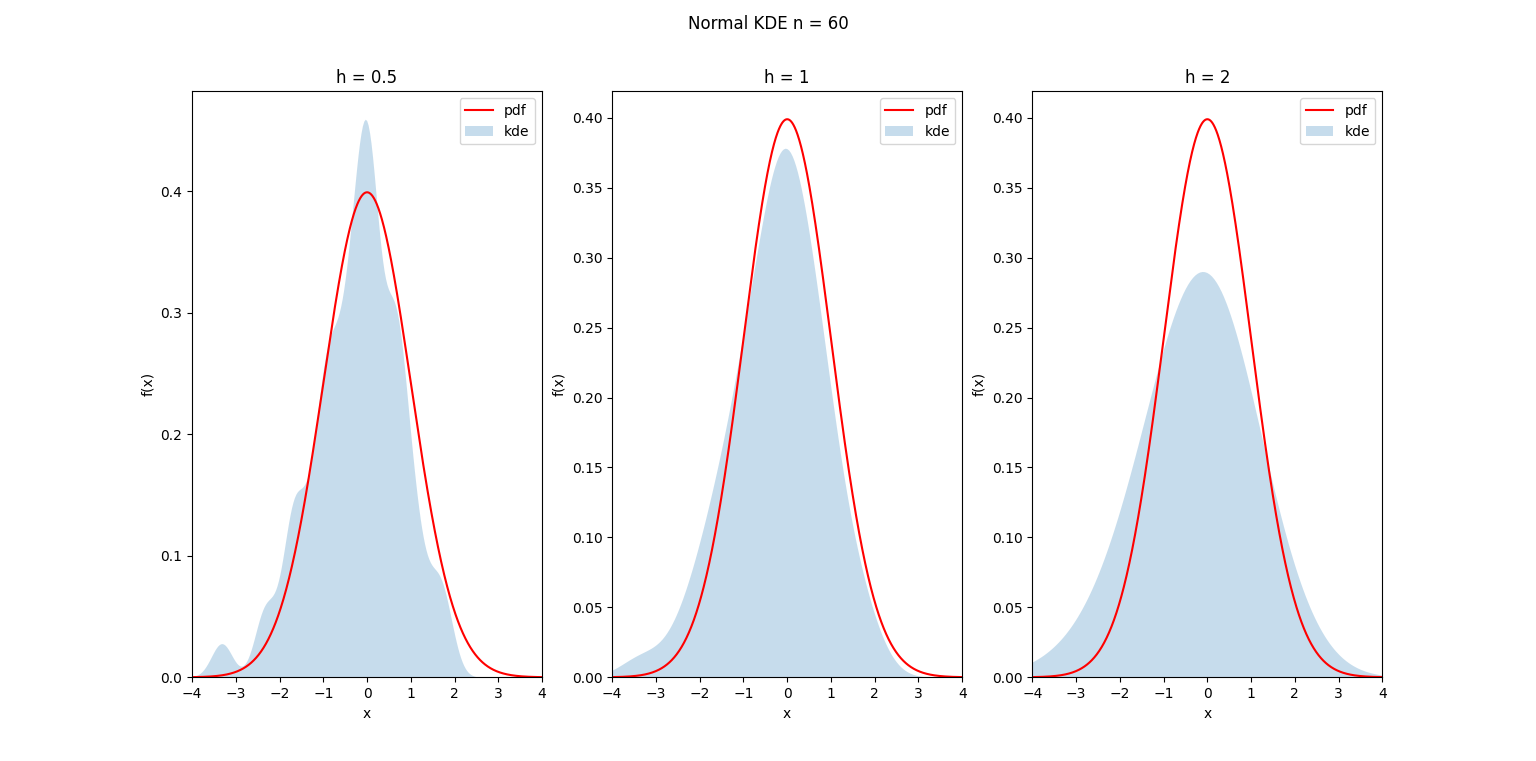 Normal KDE n = 60
h = 0.5
pdf
kde
f(x)
0.4
0.3
0.2
0.1
0.0
−4 −3 −2 −1 0 1 2 3 4
x
h = 1
pdf
kde
f(x)
0.40
0.35
0.30
0.25
0.20
0.15
0.10
0.05
0.00
−4 −3 −2 −1 0 1 2 3 4
x
h = 2
pdf
kde
f(x)
0.40
0.35
0.30
0.25
0.20
0.15
0.10
0.05
0.00
−4 −3 −2 −1 0 1 2 3 4
x